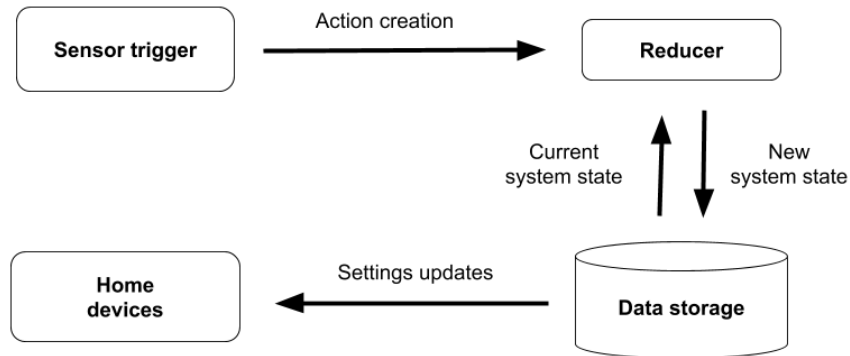 Action creation
Sensor trigger
Reducer
Current
system state
New
system state
Settings updates
Home
devices
Data storage